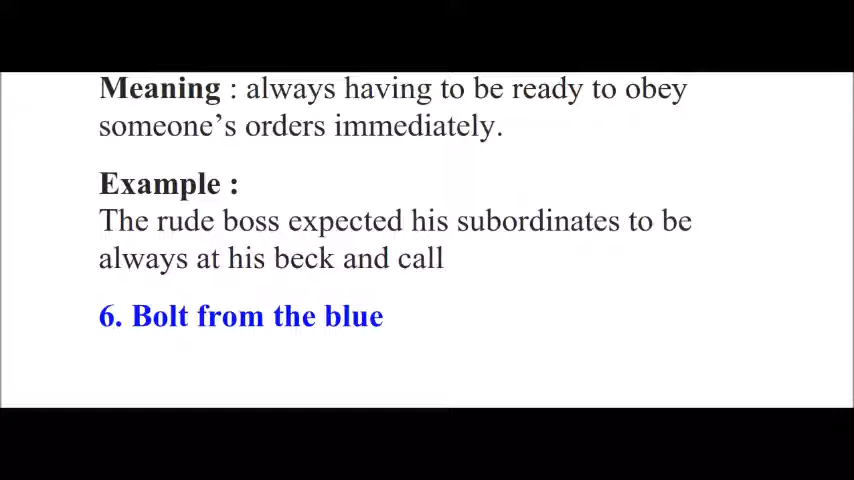 Meaning : always having to be ready to obey
someone's orders immediately.
Example :
The rude boss expected his subordinates to be
always at his beck and call
6. Bolt from the blue